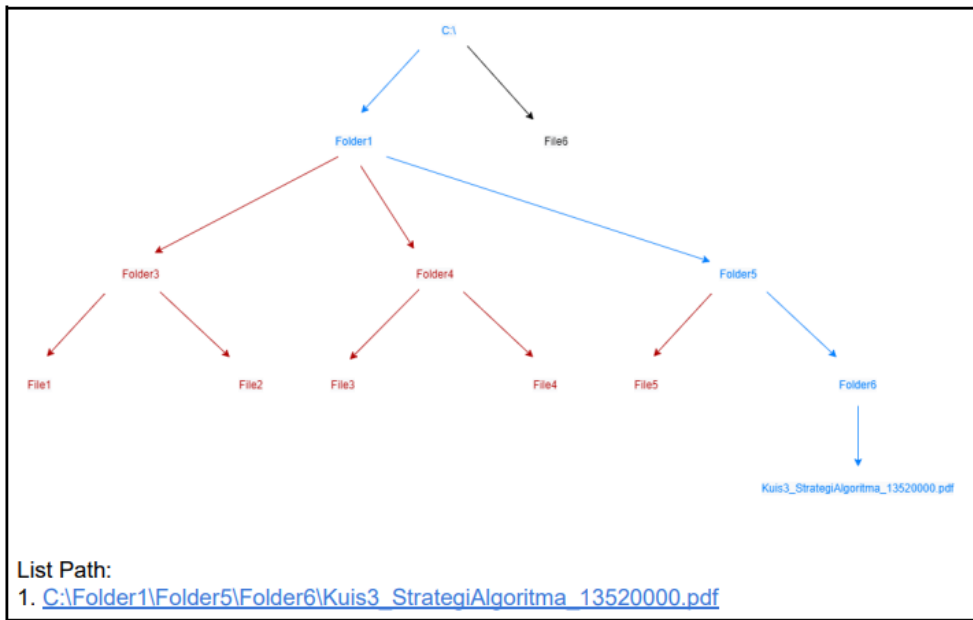 C:\
Folder1
File6
Folder3
Folder4
Folder5
File1
File2
File3
File4
File5
Folder6
Kuis3_StrategiAlgoritma_13520000.pdf
List Path:
1. C:\Folder1\Folder5\Folder6\Kuis3_StrategiAlgoritma_13520000.pdf